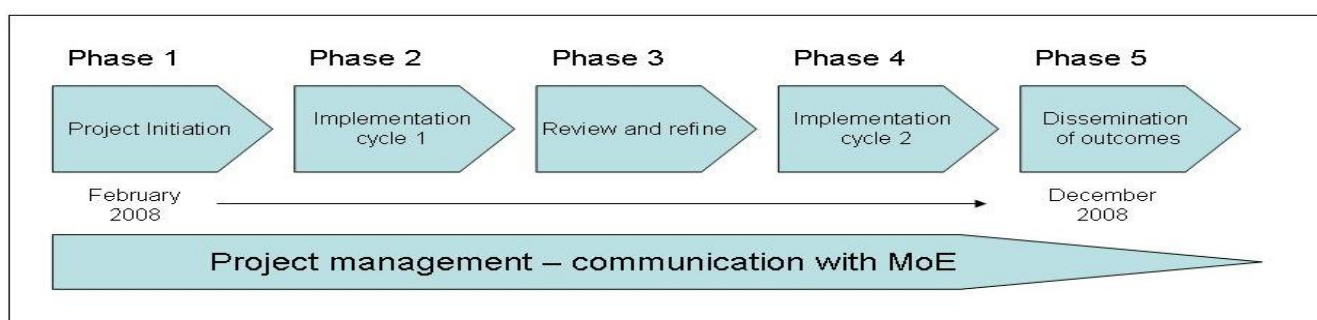 Phase 1
Phase 2
Phase 3
Phase 4
Phase 5
Project Initiation
Implementation
cycle 1
Review and refine
Implementation
cycle 2
Dissemination
of outcomes
February
2008
December
2008
Project management – communication with MoE